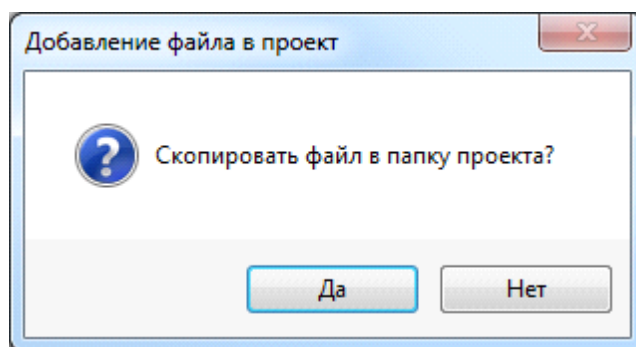 Добавление файла в проект
Скопировать файл в папку проекта?
Да
Нет